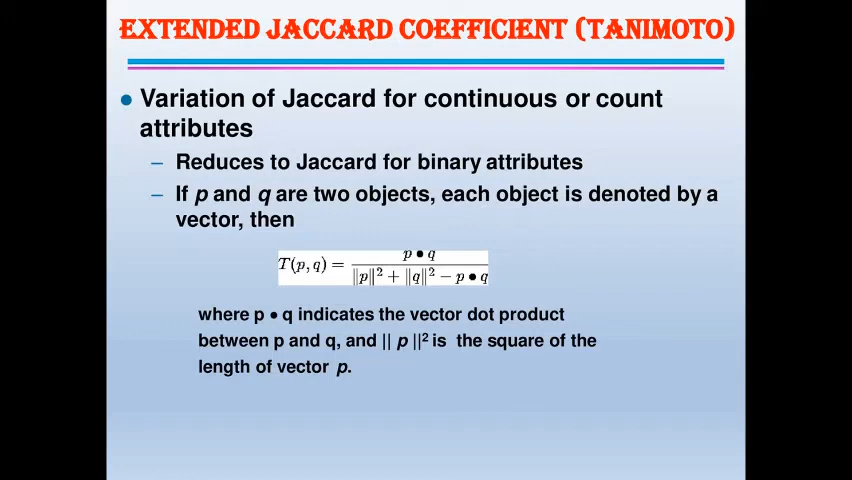 EXTENDED JACCARD COEFFICIENT (TANIMOTO)
● Variation of Jaccard for continuous or count
attributes
– Reduces to Jaccard for binary attributes
– If p and q are two objects, each object is denoted by a
vector, then
T(p, q) = p • q / ‖p‖² + ‖q‖² − p • q
where p ● q indicates the vector dot product
between p and q, and || p ||² is the square of the
length of vector p.